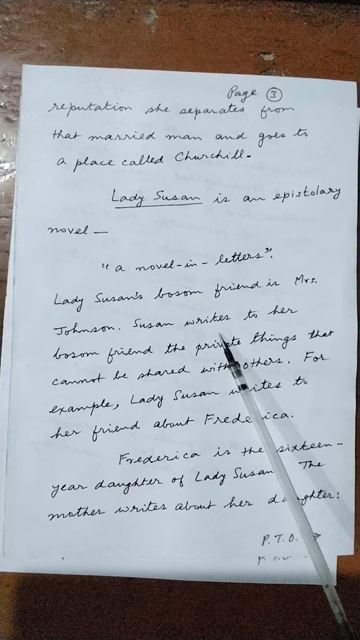 Page 3
reputation she separates from
that married man and goes to
a place called Churchill.
Lady Susan is an epistolary
novel —
"a novel-in-letters".
Lady Susan's bosom friend is Mrs.
Johnson. Susan writes to her
bosom friend the private things that
cannot be shared with others. For
example, Lady Susan writes to
her friend about Frederica.
Frederica is the sixteen-
year daughter of Lady Susan. The
mother writes about her daughter:
P.T.O. →